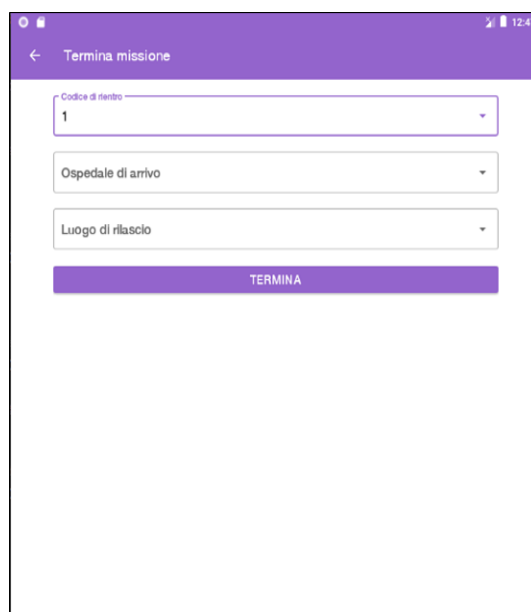 12:4
Termina missione
Codice di rientro
1
Ospedale di arrivo
Luogo di rilascio
TERMINA